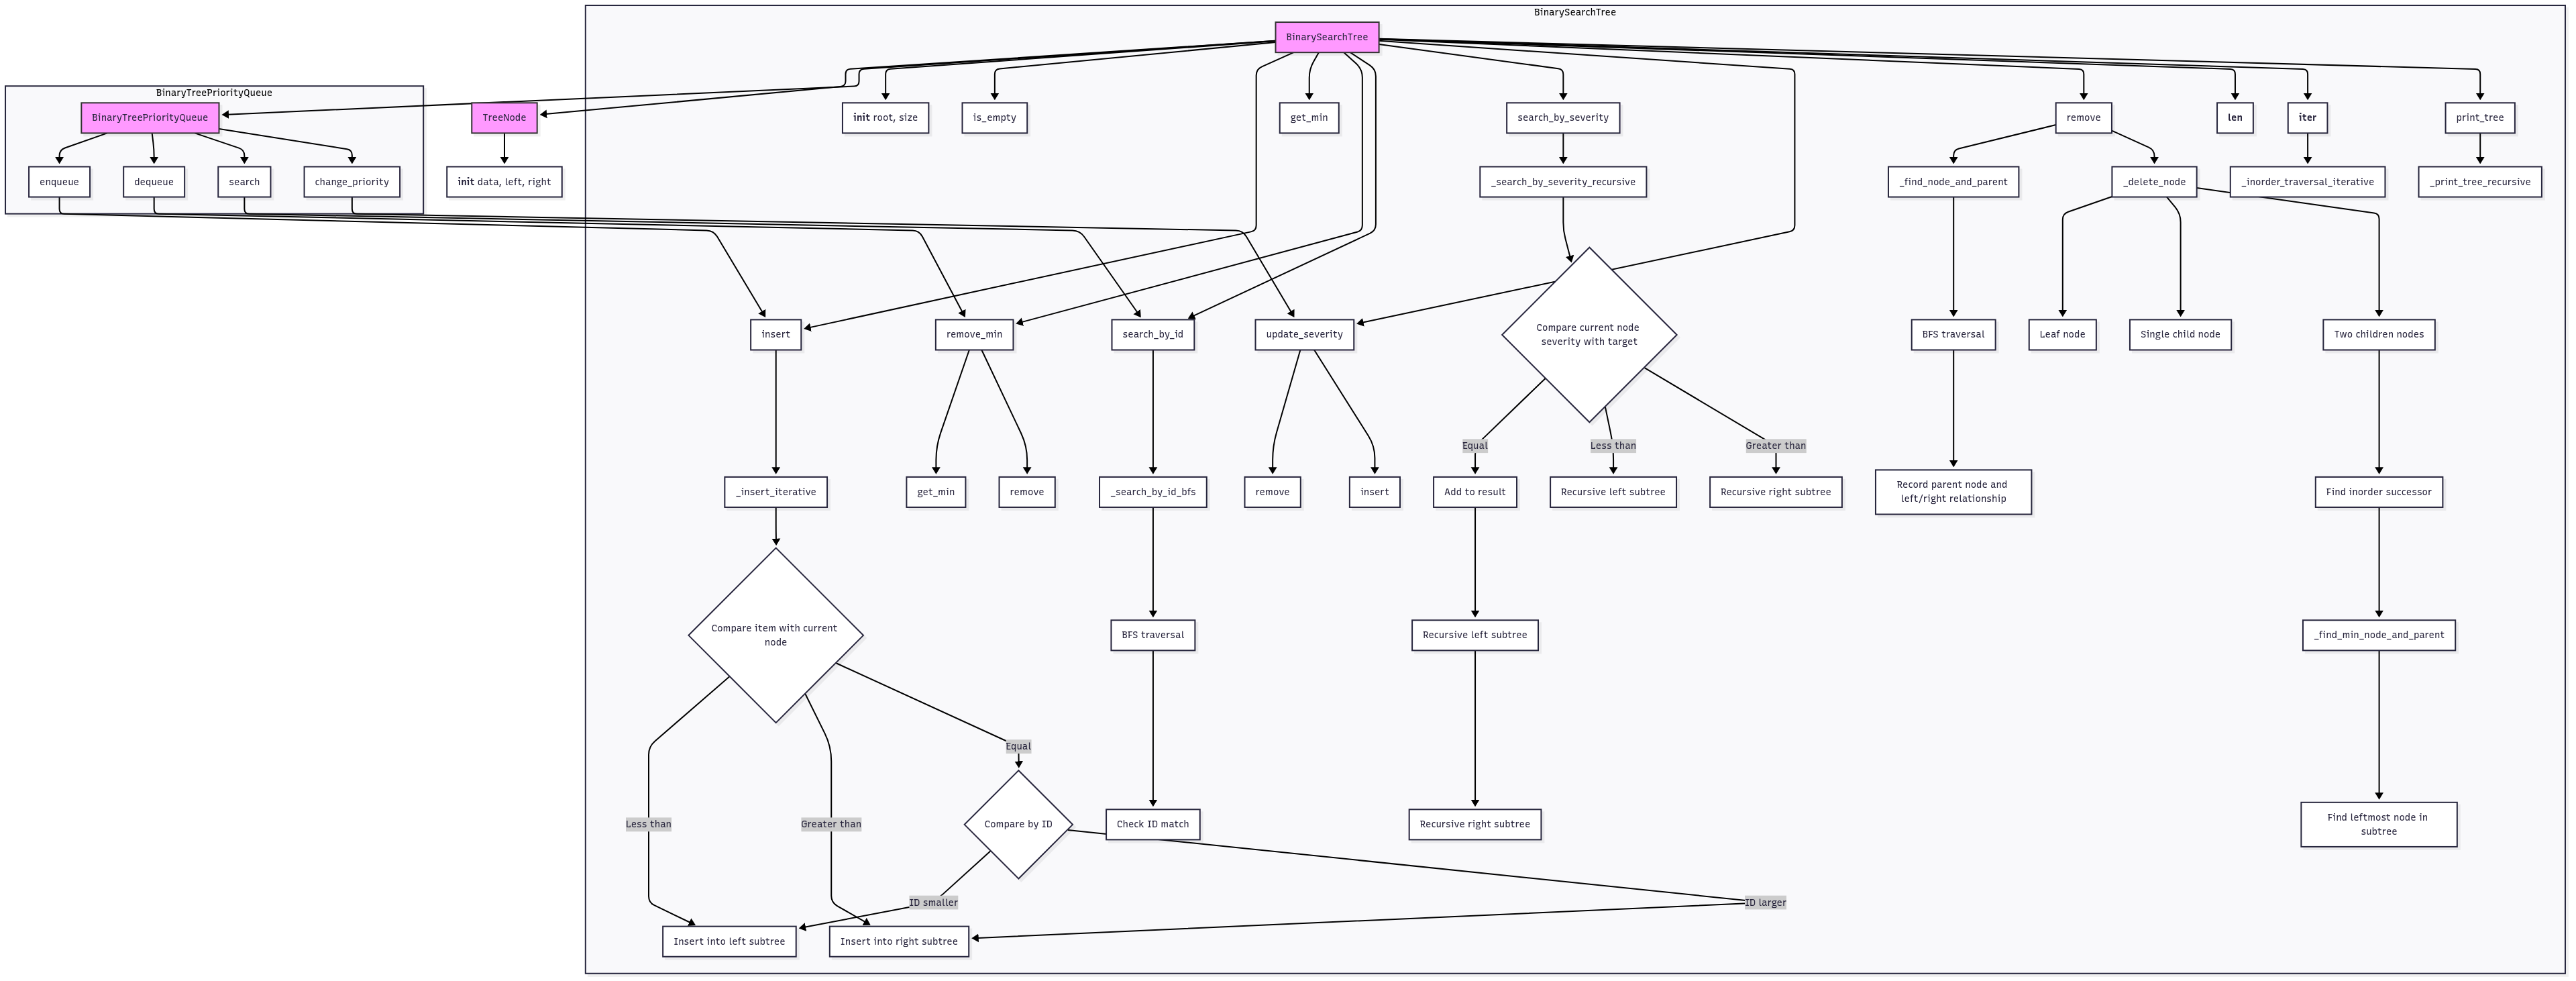 BinarySearchTree
BinarySearchTree
BinaryTreePriorityQueue
BinaryTreePriorityQueue
TreeNode
init root, size
is_empty
get_min
search_by_severity
remove
len
iter
print_tree
enqueue
dequeue
search
change_priority
init data, left, right
_search_by_severity_recursive
_find_node_and_parent
_delete_node
_inorder_traversal_iterative
_print_tree_recursive
insert
remove_min
search_by_id
update_severity
Compare current node
severity with target
BFS traversal
Leaf node
Single child node
Two children nodes
Equal
Less than
Greater than
_insert_iterative
get_min
remove
_search_by_id_bfs
remove
insert
Add to result
Recursive left subtree
Recursive right subtree
Record parent node and
left/right relationship
Find inorder successor
Compare item with current
node
BFS traversal
Recursive left subtree
_find_min_node_and_parent
Equal
Less than
Greater than
Compare by ID
Check ID match
Recursive right subtree
Find leftmost node in
subtree
ID smaller
ID larger
Insert into left subtree
Insert into right subtree